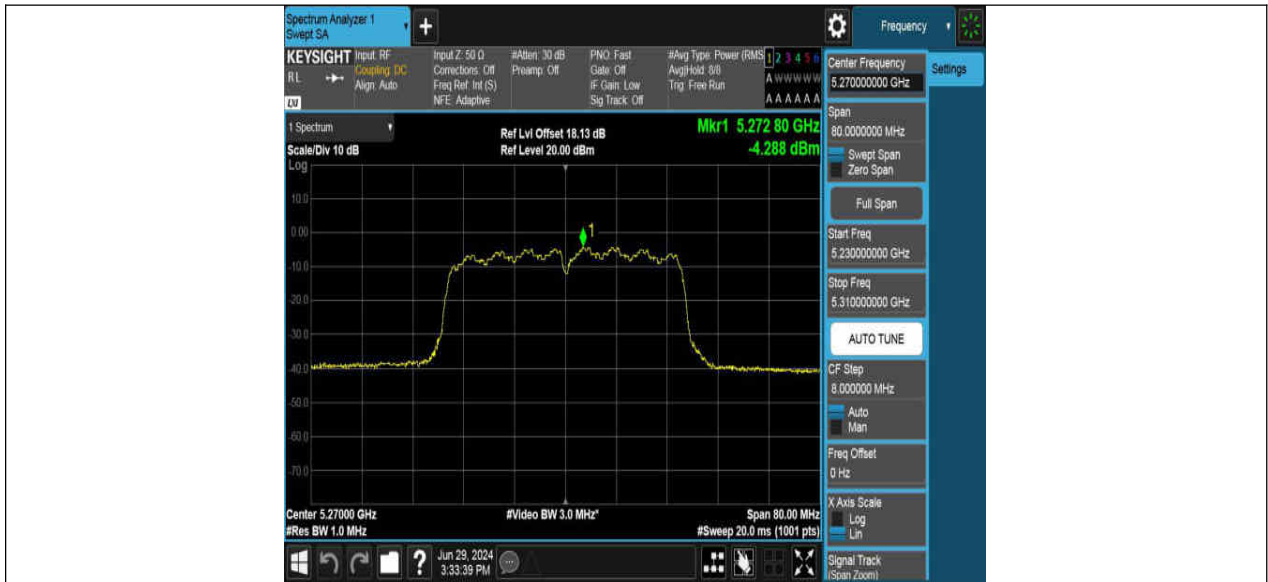 Spectrum Analyzer 1
Swept SA
+
Frequency
KEYSIGHT
RL
LXI
Input: RF
Coupling: DC
Align: Auto
Input Z: 50 Ω
Corrections: Off
Freq Ref: Int (S)
NFE: Adaptive
#Atten: 30 dB
Preamp: Off
PNO: Fast
Gate: Off
IF Gain: Low
Sig Track: Off
#Avg Type: Power (RMS
Avg|Hold: 8/8
Trig: Free Run
1 2 3 4 5 6
A W W W W W
A A A A A A
1 Spectrum
Scale/Div 10 dB
Ref Lvl Offset 18.13 dB
Ref Level 20.00 dBm
Mkr1 5.272 80 GHz
-4.288 dBm
Log
10.0
0.00
-10.0
-20.0
-30.0
-40.0
-50.0
-60.0
-70.0
1
Center 5.27000 GHz
#Res BW 1.0 MHz
#Video BW 3.0 MHz*
Span 80.00 MHz
#Sweep 20.0 ms (1001 pts)
Center Frequency
5.270000000 GHz
Settings
Span
80.0000000 MHz
Swept Span
Zero Span
Full Span
Start Freq
5.230000000 GHz
Stop Freq
5.310000000 GHz
AUTO TUNE
CF Step
8.000000 MHz
Auto
Man
Freq Offset
0 Hz
X Axis Scale
Log
Lin
Signal Track
(Span Zoom)
?
Jun 29, 2024
3:33:39 PM